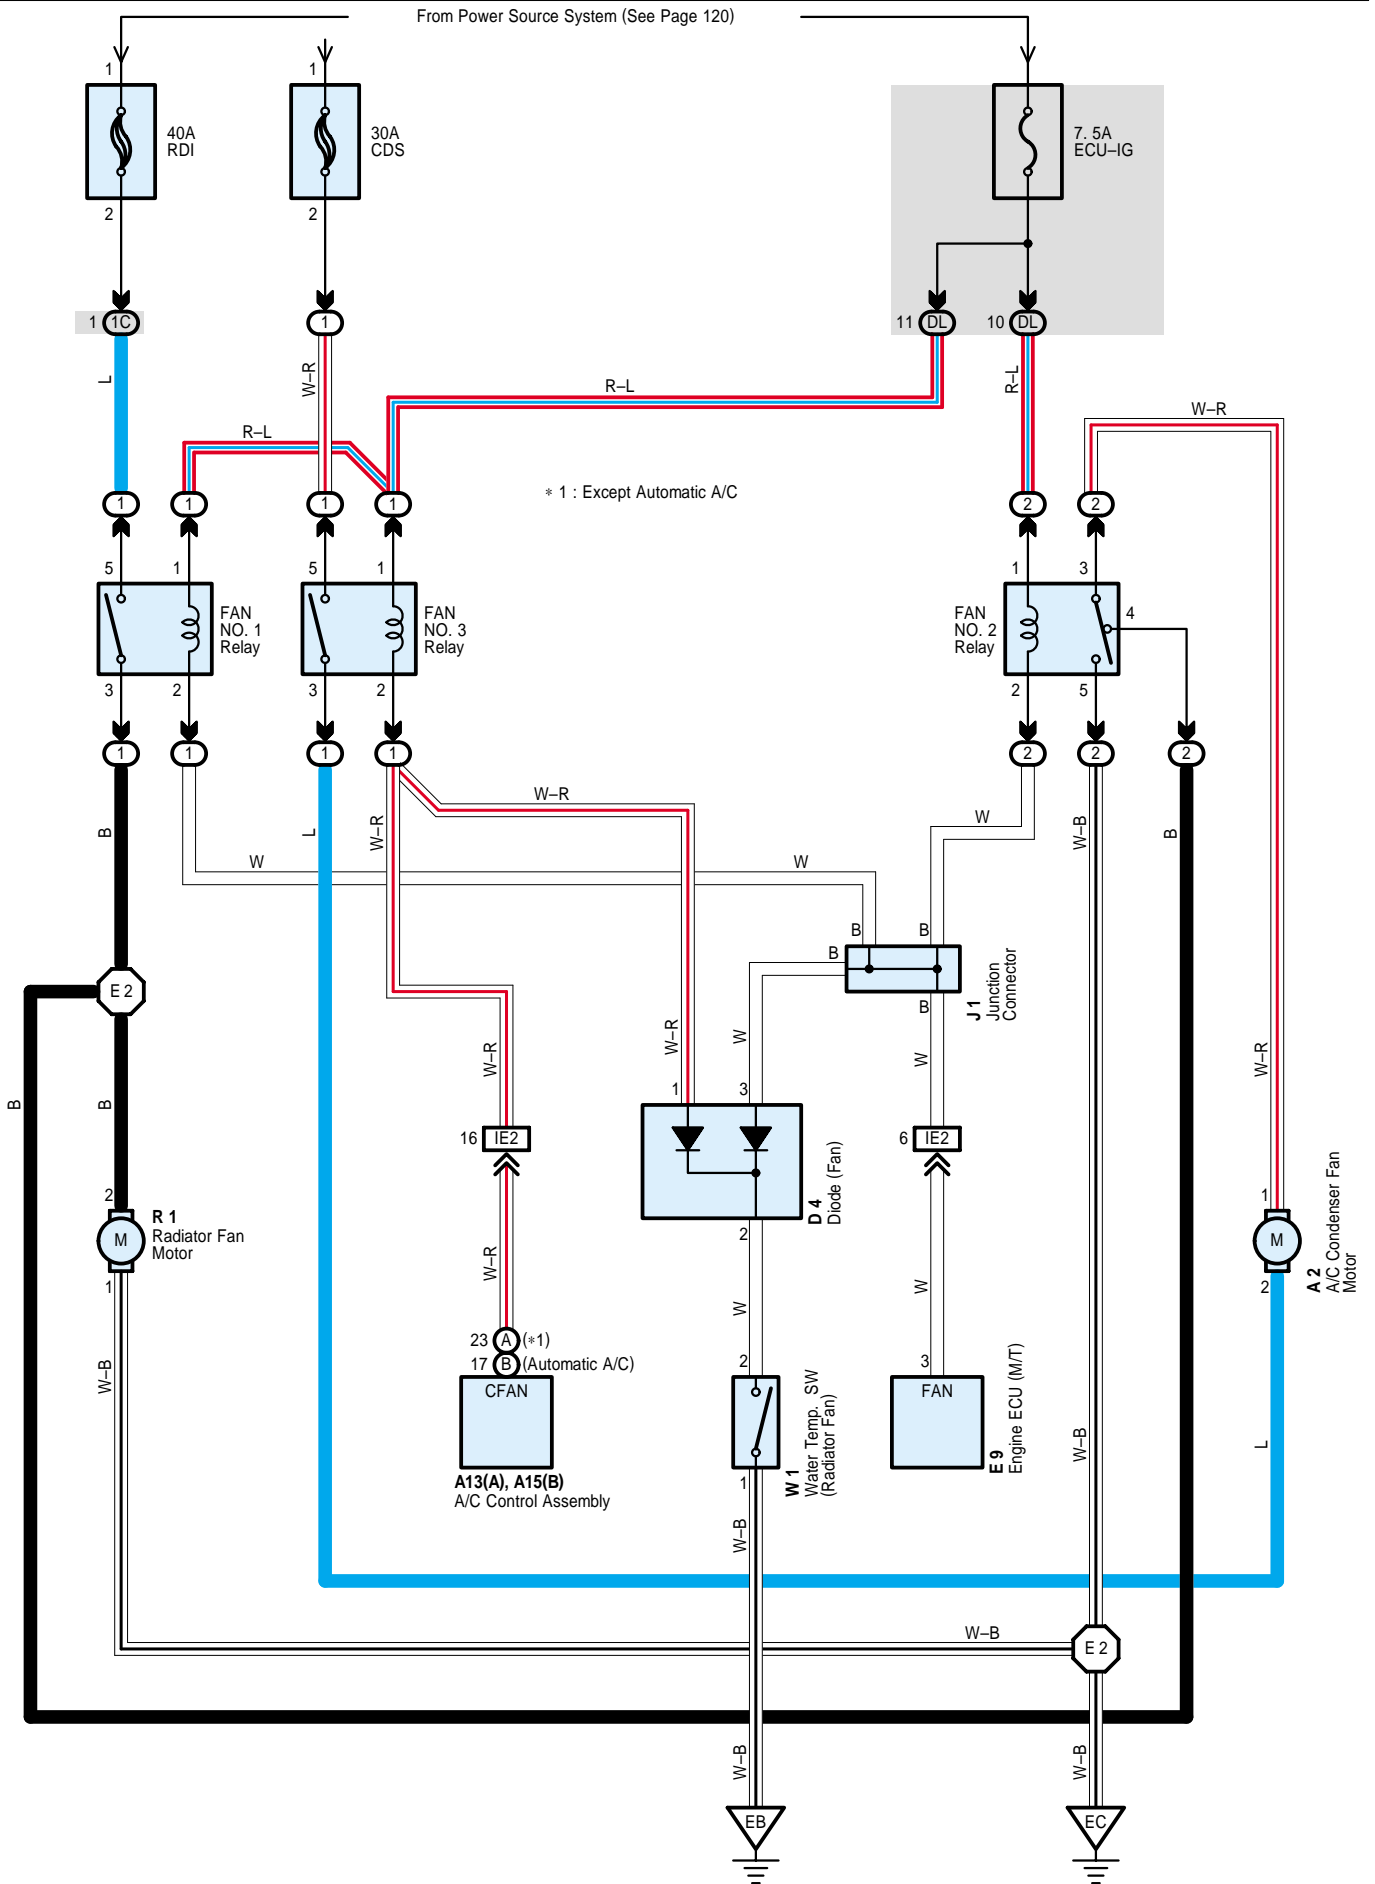 From Power Source System (See Page 120)
1
1
40A
RDI
30A
CDS
7. 5A
ECU–IG
2
2
1 1C
1
11 DL
10 DL
L
W–R
R–L
R–L
W–R
R–L
∗ 1 : Except Automatic A/C
1
1
1
1
2
2
5
1
5
1
1
3
FAN
NO. 1
Relay
FAN
NO. 3
Relay
FAN
NO. 2
Relay
4
3
2
3
2
2
5
1
1
1
1
2
2
2
B
L
W–R
W–R
W
W–B
B
W
W
B
B
B
B
J 1
Junction
Connector
E 2
B
B
W–R
W–R
W
W
W–R
1
3
16 IE2
6 IE2
D 4
Diode (Fan)
2
2
R 1
Radiator Fan
Motor
M
1
1
M
2
A 2
A/C Condenser Fan
Motor
W–R
W
W
W–B
23 A (∗1)
17 B (Automatic A/C)
CFAN
A13(A), A15(B)
A/C Control Assembly
2
1
W 1
Water Temp. SW
(Radiator Fan)
3
FAN
E 9
Engine ECU (M/T)
W–B
L
W–B
W–B
E 2
W–B
W–B
EB
EC